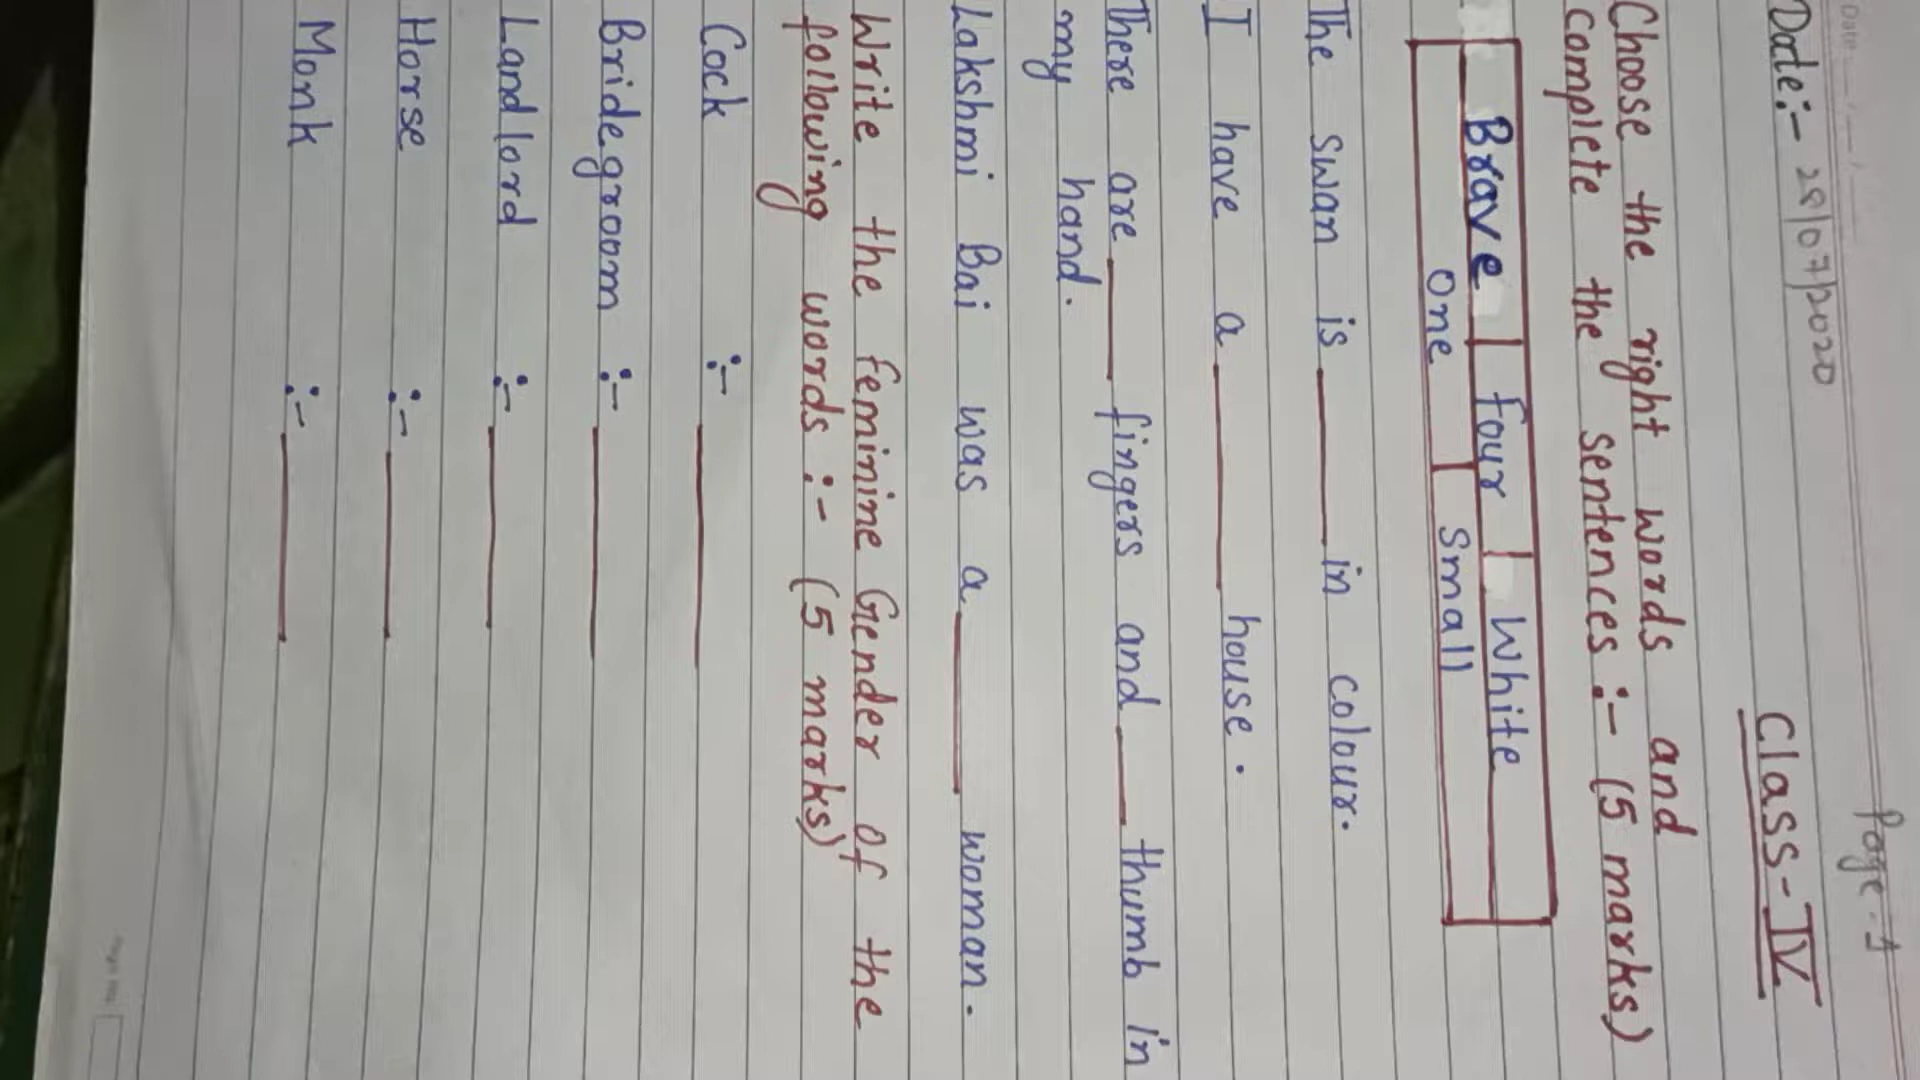 Date
Page-1
Date:- 28/07/2020
Class-IV
Choose the right words and
complete the sentences :- (5 marks)
Brave | four | White
One | Small
The swan is ____ in colour.
I have a ____ house.
There are ____ fingers and ____ thumb in
my hand.
Lakshmi Bai was a ____ woman.
Write the feminine Gender of the
following words :- (5 marks)
Cock :- ____
Bridegroom :- ____
Landlord :- ____
Horse :- ____
Monk :- ____
Page No.